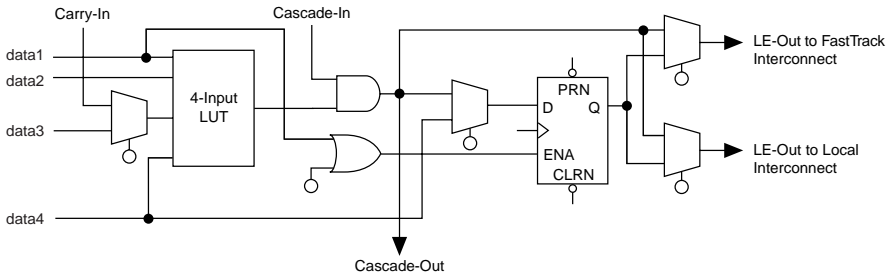 Carry-In
Cascade-In
data1
data2
data3
data4
4-Input
LUT
PRN
D
Q
ENA
CLRN
LE-Out to FastTrack
Interconnect
LE-Out to Local
Interconnect
Cascade-Out